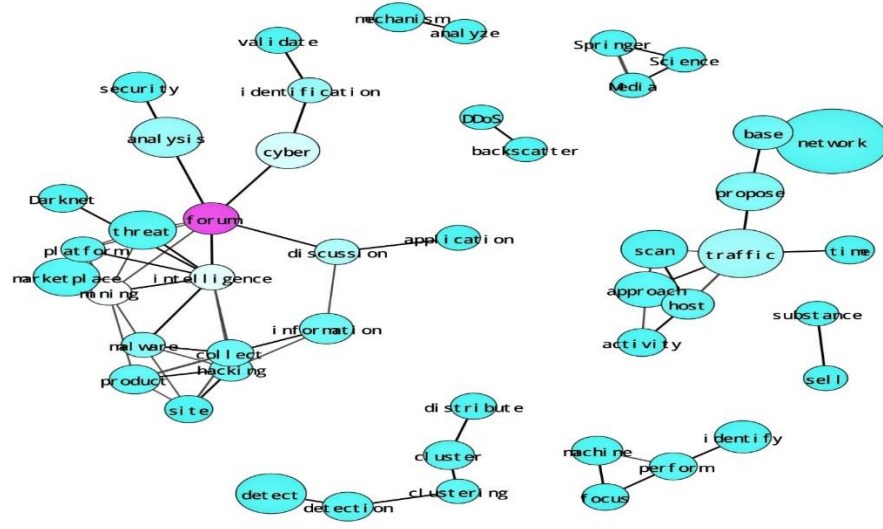 mechanism
analyze
validate
Springer
Science
Media
security
identification
DDoS
base
network
analysis
cyber
backscatter
propose
Darknet
forum
threat
application
platform
discussion
scan
traffic
time
marketplace
intelligence
mining
approach
host
substance
information
activity
malware
collect
hacking
product
sell
site
distribute
identify
machine
cluster
perform
detect
clustering
focus
detection